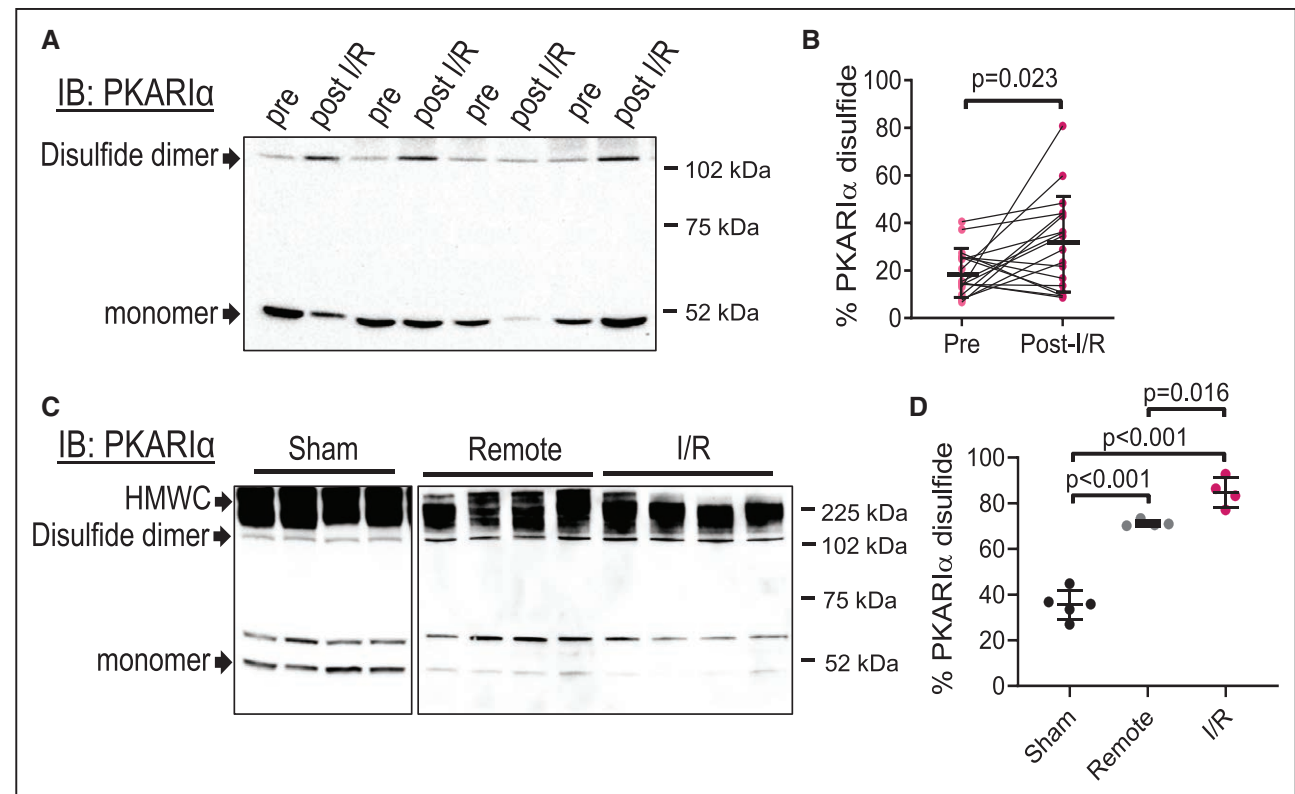 A
IB: PKARIα
pre
post I/R
pre
post I/R
pre
post I/R
pre
post I/R
Disulfide dimer
monomer
102 kDa
75 kDa
52 kDa
B
p=0.023
% PKARIα disulfide
100
80
60
40
20
0
Pre
Post-I/R
C
IB: PKARIα
Sham
Remote
I/R
HMWC
Disulfide dimer
monomer
225 kDa
102 kDa
75 kDa
52 kDa
D
p=0.016
p<0.001
p<0.001
% PKARIα disulfide
100
80
60
40
20
0
Sham
Remote
I/R